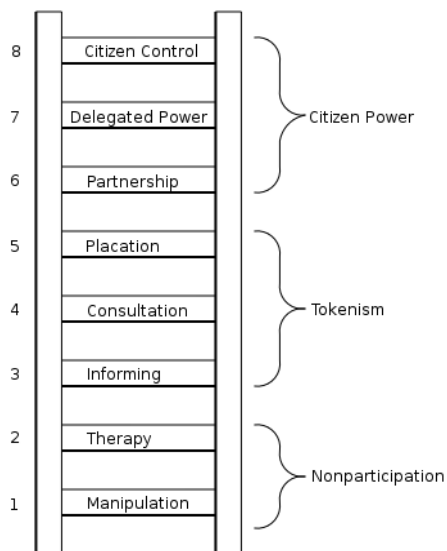 8 Citizen Control
7 Delegated Power
Citizen Power
6 Partnership
5 Placation
4 Consultation
Tokenism
3 Informing
2 Therapy
Nonparticipation
1 Manipulation